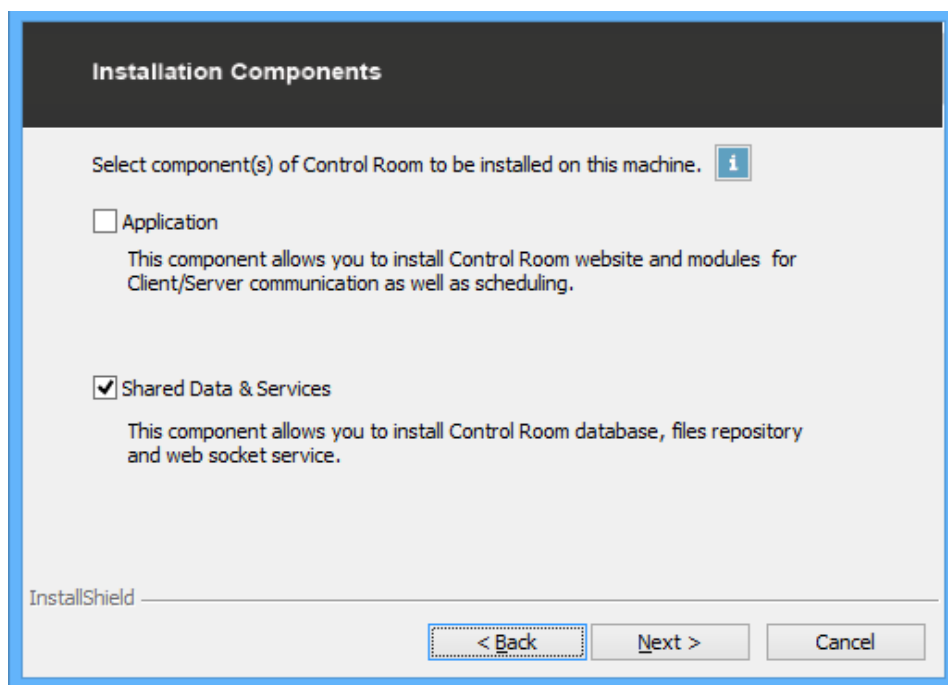 Installation Components
Select component(s) of Control Room to be installed on this machine. i
Application
This component allows you to install Control Room website and modules for
Client/Server communication as well as scheduling.
Shared Data & Services
This component allows you to install Control Room database, files repository
and web socket service.
InstallShield
< Back Next > Cancel